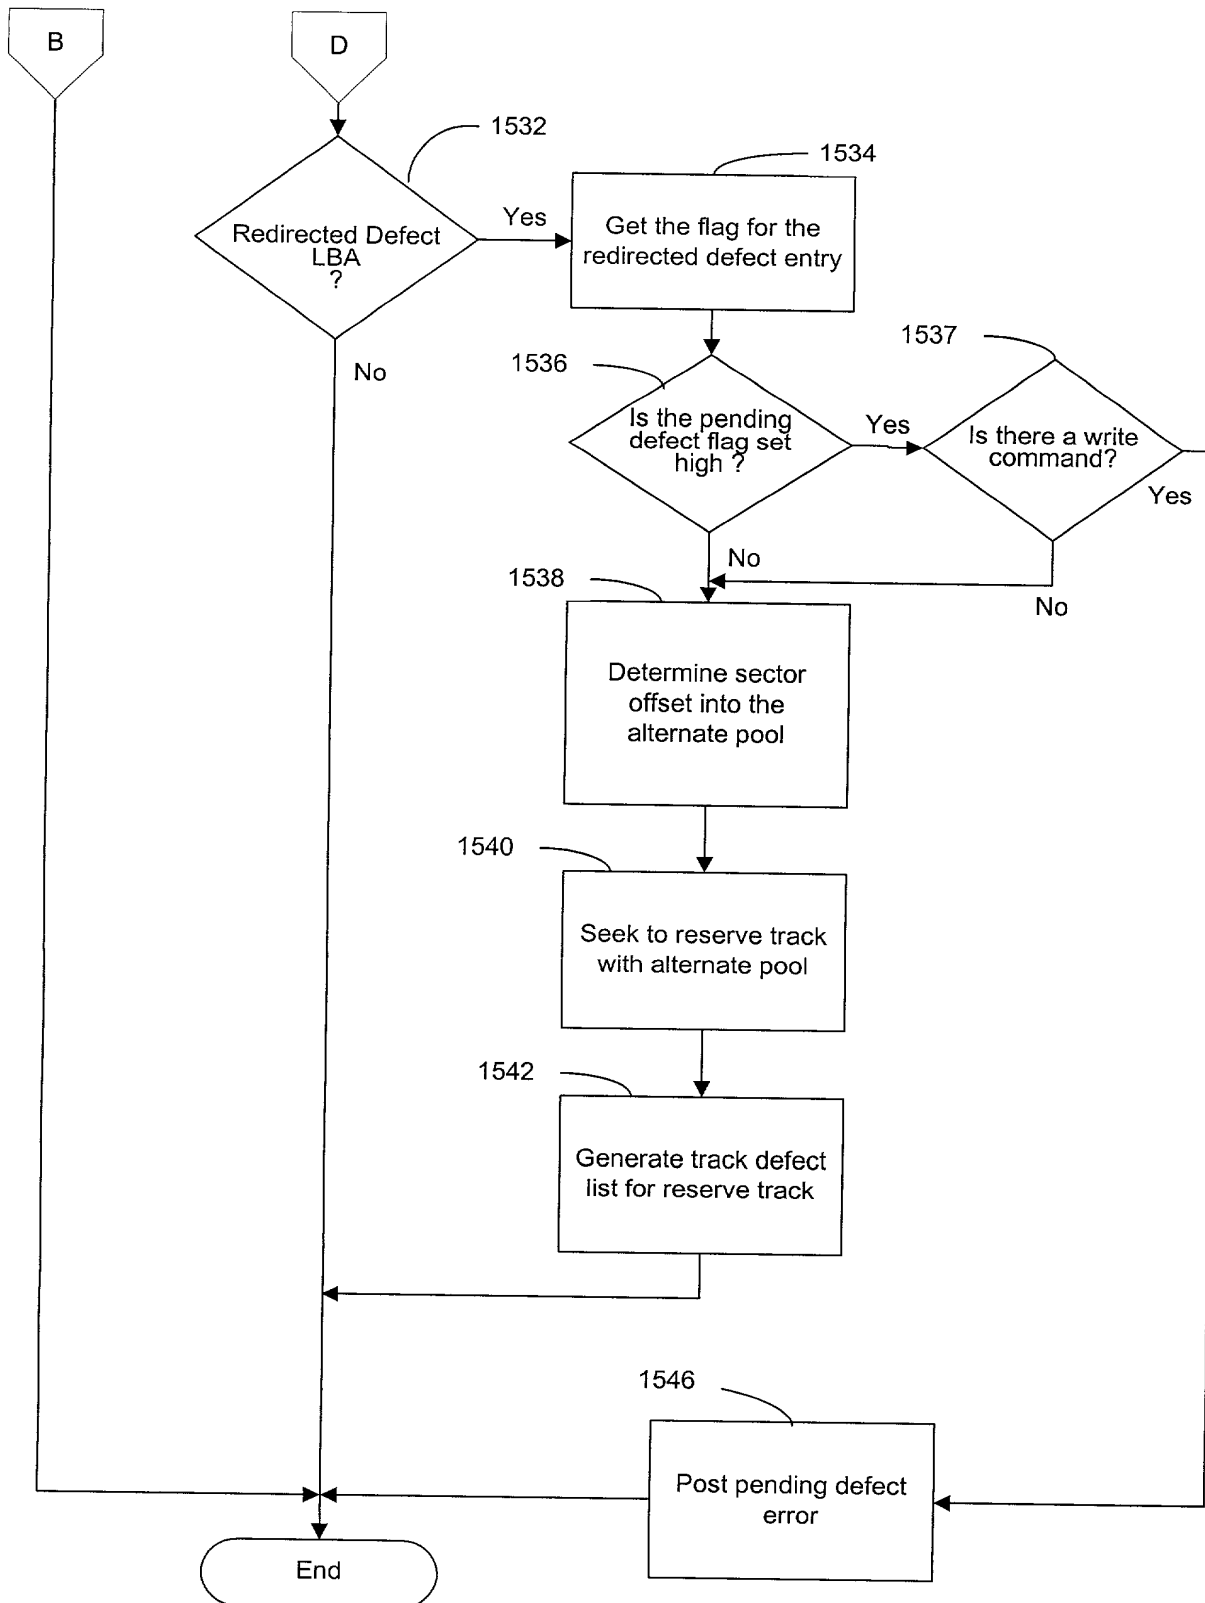 B
D
1532
Redirected Defect
LBA
?
Yes
No
1534
Get the flag for the
redirected defect entry
1536
Is the pending
defect flag set
high ?
Yes
No
1537
Is there a write
command?
Yes
No
1538
Determine sector
offset into the
alternate pool
1540
Seek to reserve track
with alternate pool
1542
Generate track defect
list for reserve track
1546
Post pending defect
error
End